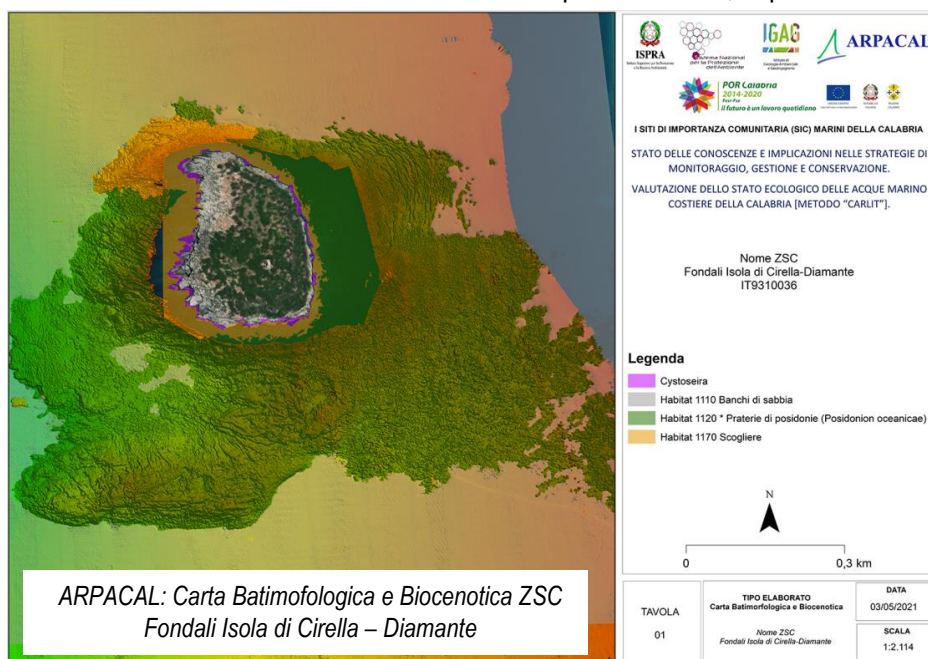 ISPRA
IGAG
ARPACAL
POR Calabria
2014-2020
il futuro è un lavoro quotidiano
I SITI DI IMPORTANZA COMUNITARIA (SIC) MARINI DELLA CALABRIA
STATO DELLE CONOSCENZE E IMPLICAZIONI NELLE STRATEGIE DI
MONITORAGGIO, GESTIONE E CONSERVAZIONE.
VALUTAZIONE DELLO STATO ECOLOGICO DELLE ACQUE MARINO
COSTIERE DELLA CALABRIA [METODO "CARLIT"].
Nome ZSC
Fondali Isola di Cirella-Diamante
IT9310036
Legenda
Cystoseira
Habitat 1110 Banchi di sabbia
Habitat 1120 * Praterie di posidonie (Posidonion oceanicae)
Habitat 1170 Scogliere
N
0 0,3 km
ARPACAL: Carta Batimofologica e Biocenotica ZSC
Fondali Isola di Cirella – Diamante
TAVOLA
01
TIPO ELABORATO
Carta Batimorfologica e Biocenotica
Nome ZSC
Fondali Isola di Cirella-Diamante
DATA
03/05/2021
SCALA
1:2.114